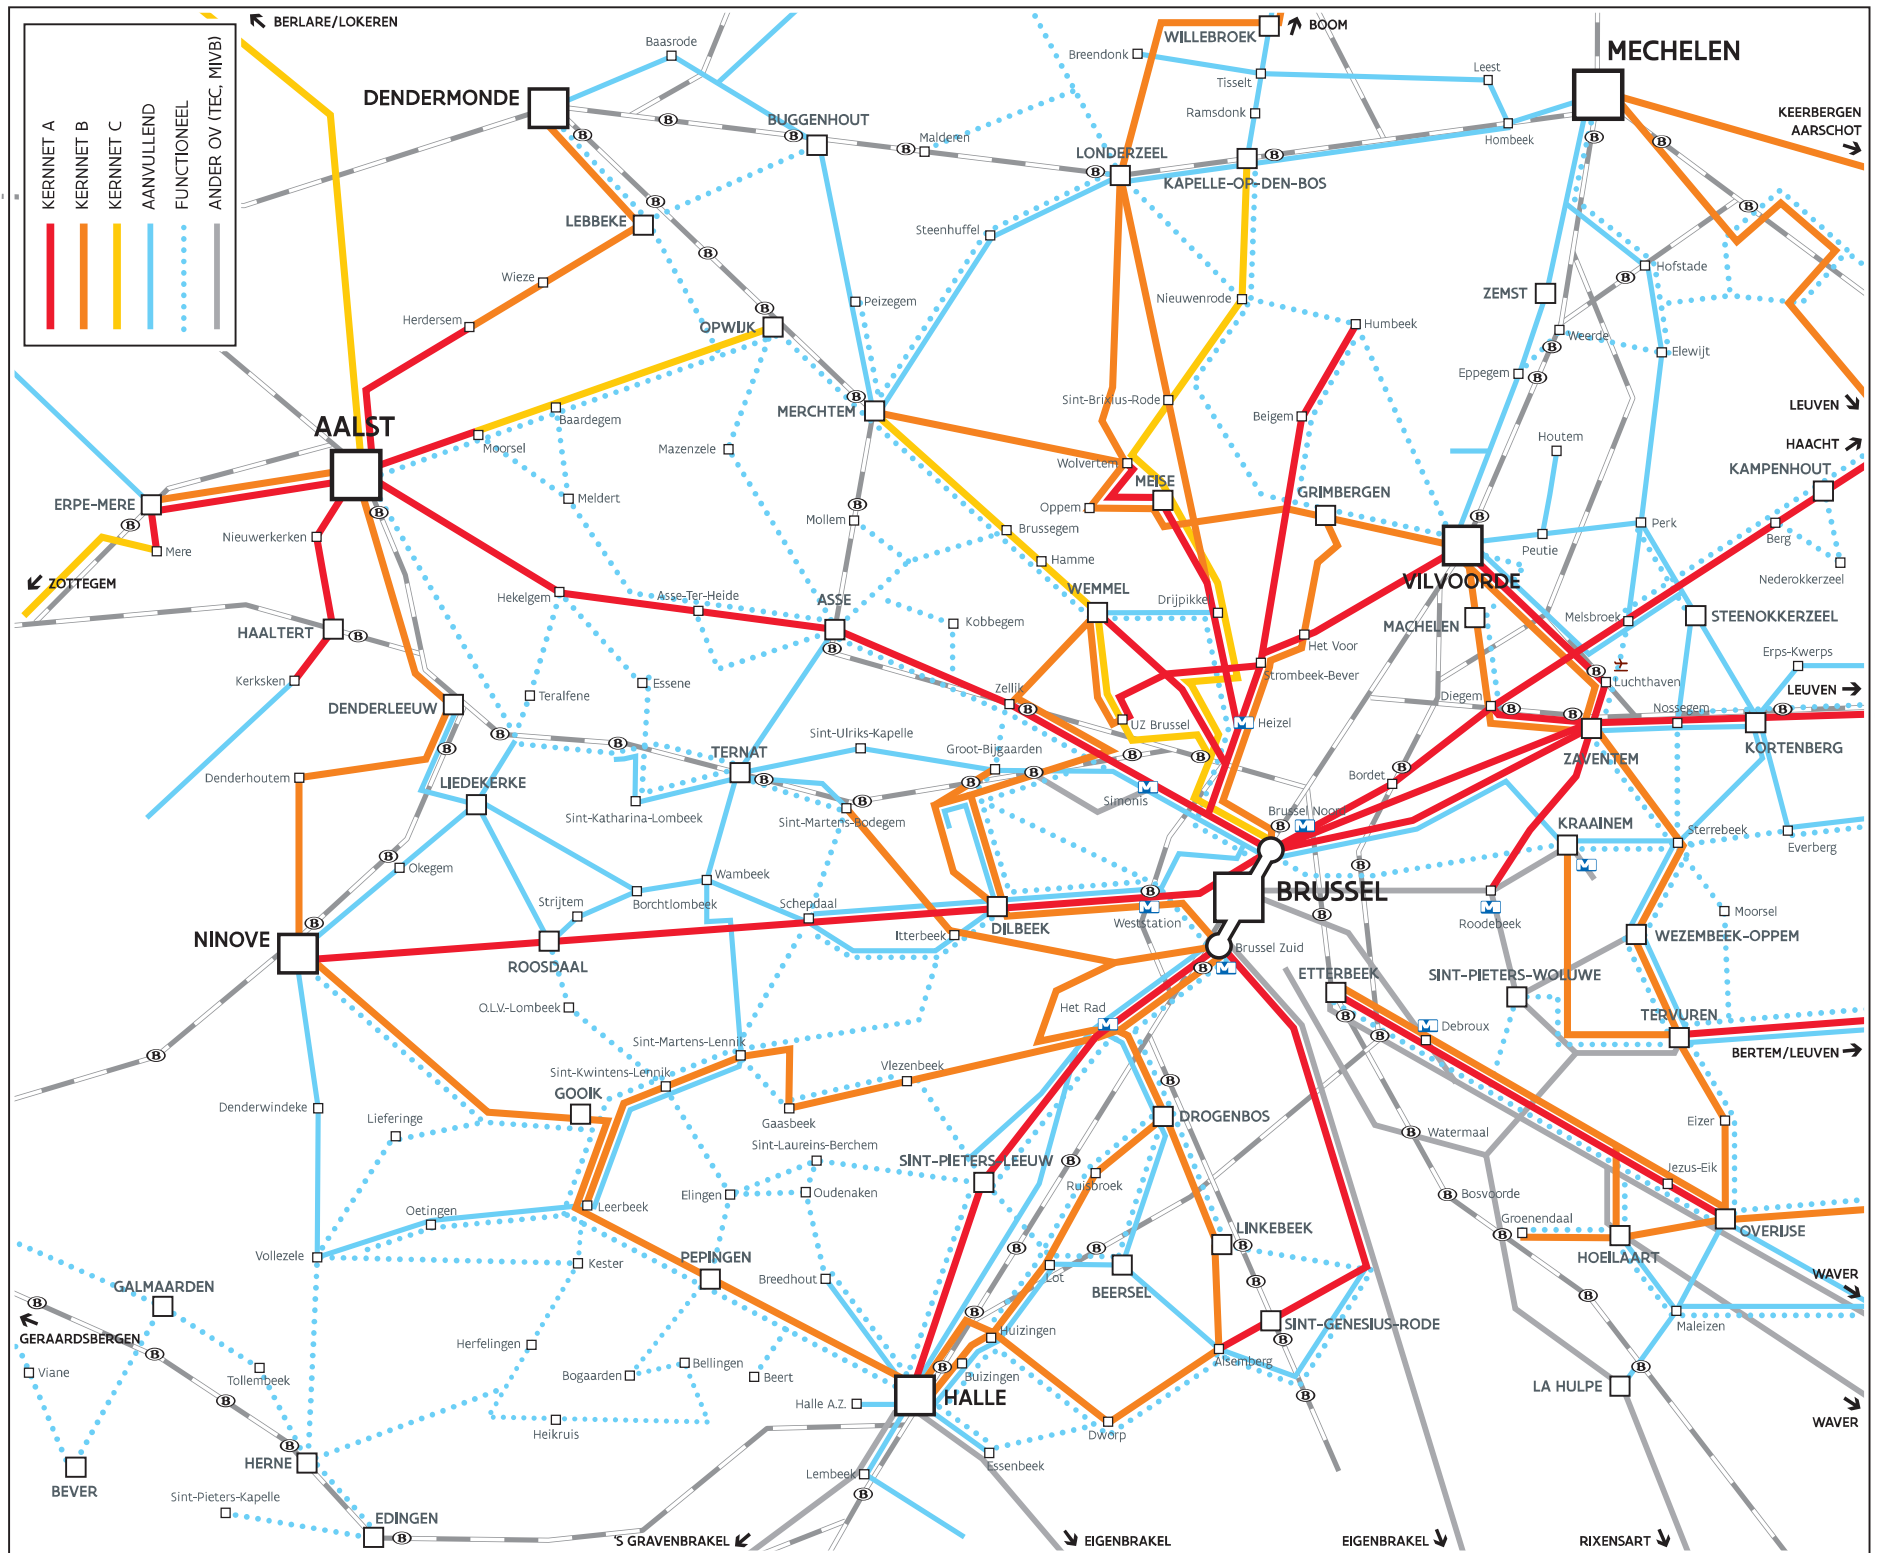 BERLARE/LOKEREN
KERNET A
KERNET B
KERNET C
AANVULLEND
FUNCTIONEEL
ANDER OV (TEC, MIVB)
Baasrode
DENDERMONDE
BUGGENHOUT
Malderen
LEBBEKE
Wieze
Herdersem
OPWIJK
Steenhuffel
Peizegem
WILLEBROEK
BOOM
Breendonk
Tisselt
Ramsdonk
Leest
Hombeek
MECHELEN
KEERBERGEN
AARSCHOT
LONDERZEEL
KAPELLE-OP-DEN-BOS
Nieuwenrode
Humbeek
ZEMST
Hofstade
Weerde
Elewijt
Eppegem
LEUVEN
HAACHT
KAMPENHOUT
AALST
Moorsel
Baardegem
Meldert
MERCHTEM
Mazenzele
Mollem
Sint-Brixius-Rode
Beigem
Wolvertem
MEISE
Oppem
GRIMBERGEN
Houtem
Peutie
Perk
Berg
Nederokkerzeel
ERPE-MERE
Mere
ZOTTEGEM
Nieuwerkerken
HAALTERT
Kerksken
Hekelgem
Asse-Ter-Heide
ASSE
Brussegem
Hamme
Kobbegem
WEMMEL
Drijpikkel
VILVOORDE
MACHELEN
Melsbroek
STEENOKKERZEEL
Erps-Kwerps
LEUVEN
Het Voor
Strombeek-Bever
Diegem
Luchthaven
Nossegem
KORTENBERG
ZAVENTEM
DENDERLEEUW
Teralfene
Essene
Zellik
UZ Brussel
Heizel
Denderhoutem
LIEDEKERKE
TERNAT
Sint-Ulriks-Kapelle
Groot-Bijgaarden
Sint-Katharina-Lombeek
Sint-Martens-Bodegem
Simonis
Bordet
Brussel Noord
KRAAINEM
Sterrebeek
Everberg
Okegem
Wambeek
Borchtlombeek
Strijtem
Schepdaal
Itterbeek
DILBEEK
Weststation
BRUSSEL
Roodebeek
Moorsel
WEZEMBEEK-OPPEM
NINOVE
ROOSDAAL
O.L.V.-Lombeek
Brussel Zuid
ETTERBEEK
SINT-PIETERS-WOLUWE
TERVUREN
BERTEM/LEUVEN
Het Rad
Debroux
Sint-Martens-Lennik
Sint-Kwintens-Lennik
Vlezenbeek
Gaasbeek
GOOIK
Denderwindeke
Lieferinge
DROGENBOS
Watermaal
Eizer
Sint-Laureins-Berchem
SINT-PIETERS-LEEUW
Ruisbroek
Jezus-Eik
Bosvoorde
Elingen
Oudenaken
Leerbeek
Oetingen
Vollezele
Kester
LINKEBEEK
Groenendaal
HOEILAART
OVERIJSE
GALMAARDEN
PEPINGEN
Breedhout
Lot
BEERSEL
WAVER
GERAARDSBERGEN
Herfelingen
Huizingen
SINT-GENESIUS-RODE
Maleizen
Viane
Tollembeek
Bogaarden
Bellingen
Beert
Buizingen
Alsemberg
LA HULPE
Halle A.Z.
HALLE
WAVER
Heikruis
Dworp
HERNE
BEVER
Lembeek
Essenbeek
Sint-Pieters-Kapelle
EDINGEN
'S GRAVENBRAKEL
EIGENBRAKEL
EIGENBRAKEL
RIXENSART